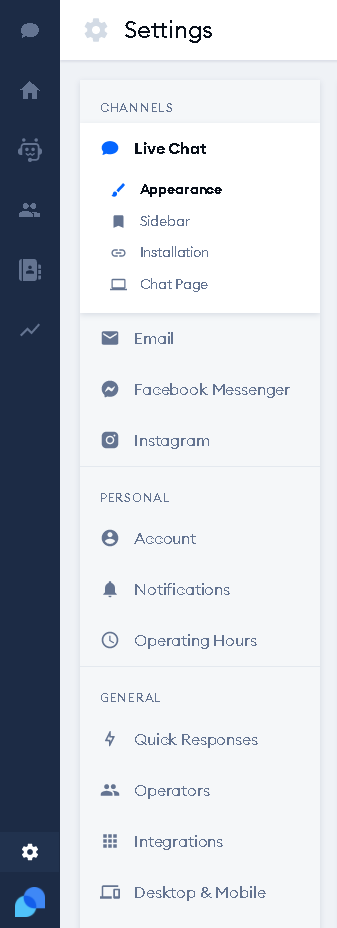 Settings
CHANNELS
Live Chat
Appearance
Sidebar
Installation
Chat Page
Email
Facebook Messenger
Instagram
PERSONAL
Account
Notifications
Operating Hours
GENERAL
Quick Responses
Operators
Integrations
Desktop & Mobile